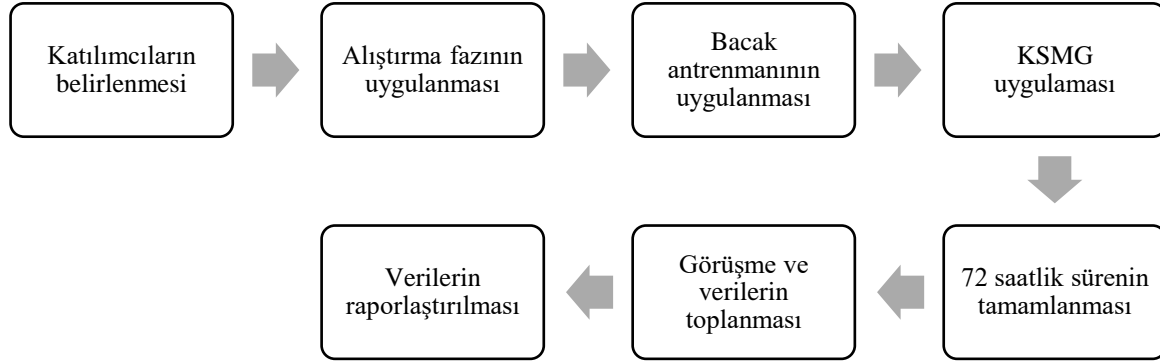 Katılımcıların
belirlenmesi
Alıştırma fazının
uygulanması
Bacak
antrenmanının
uygulanması
KSMG
uygulaması
72 saatlik sürenin
tamamlanması
Görüşme ve
verilerin
toplanması
Verilerin
raporlaştırılması